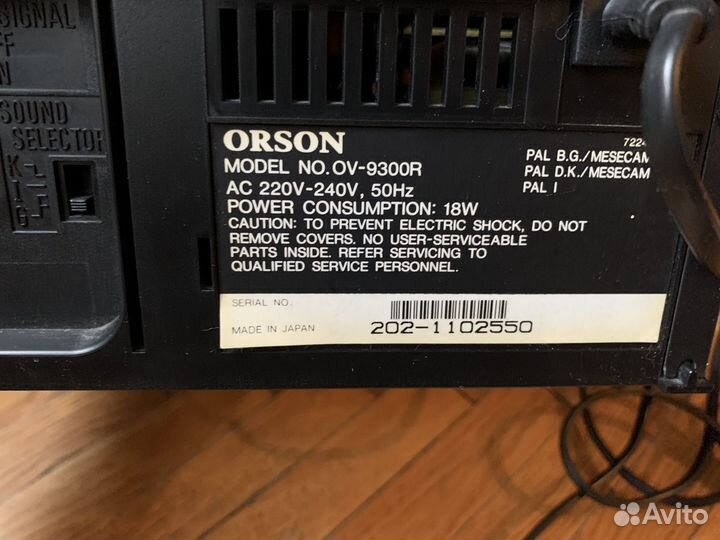 SIGNAL
SOUND
SELECTOR
K
I
G
F
ORSON
MODEL NO. OV-9300R
AC 220V-240V, 50Hz
POWER CONSUMPTION: 18W
CAUTION: TO PREVENT ELECTRIC SHOCK, DO NOT
REMOVE COVERS. NO USER-SERVICEABLE
PARTS INSIDE. REFER SERVICING TO
QUALIFIED SERVICE PERSONNEL.
PAL B.G./MESECAM
PAL D.K./MESECAM
PAL I
SERIAL NO.
MADE IN JAPAN
202-1102550
Avito